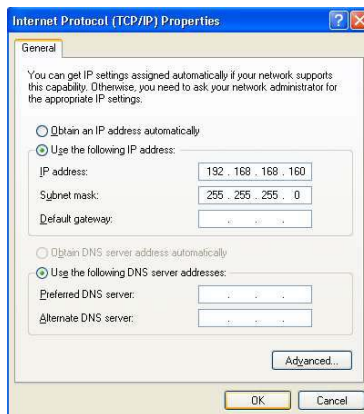 Internet Protocol (TCP/IP) Properties
General
You can get IP settings assigned automatically if your network supports
this capability. Otherwise, you need to ask your network administrator for
the appropriate IP settings.
Obtain an IP address automatically
Use the following IP address:
IP address: 192 . 168 . 168 . 160
Subnet mask: 255 . 255 . 255 . 0
Default gateway: . . .
Obtain DNS server address automatically
Use the following DNS server addresses:
Preferred DNS server: . . .
Alternate DNS server: . . .
Advanced...
OK Cancel